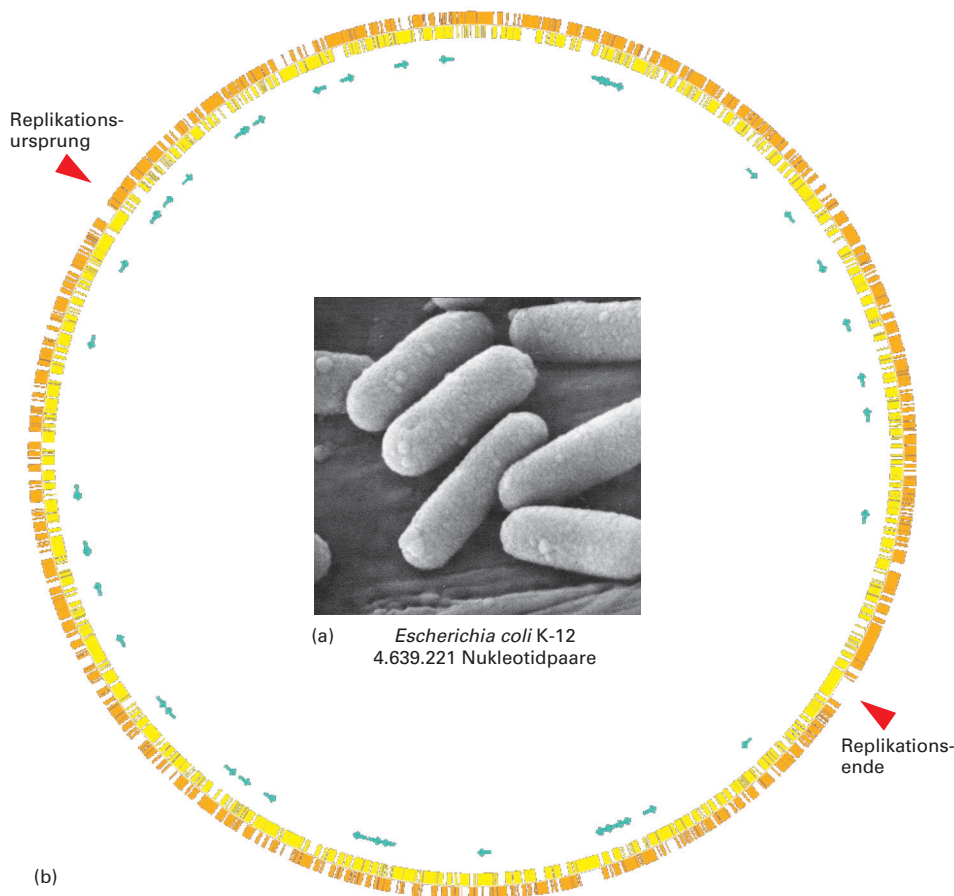 Replikations-
ursprung
(a) Escherichia coli K-12
4.639.221 Nukleotidpaare
Replikations-
ende
(b)